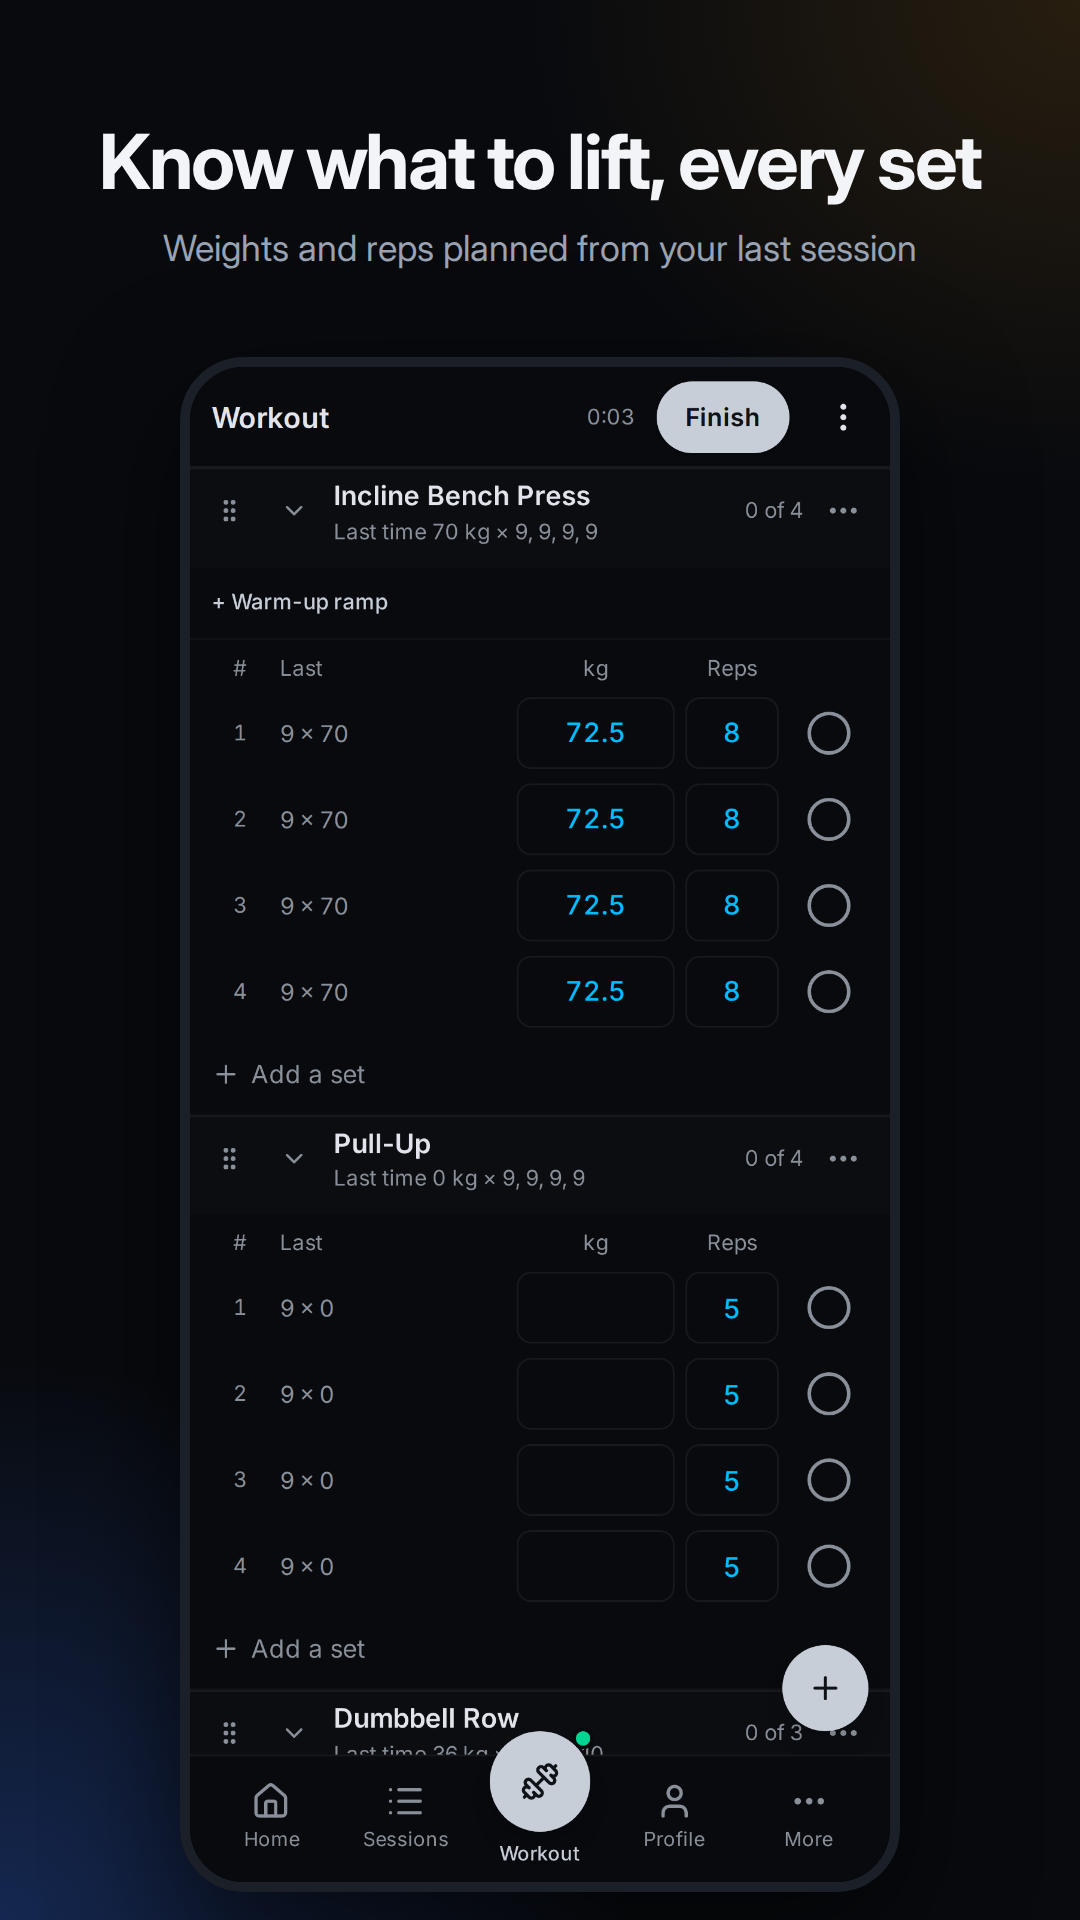 Know what to lift, every set
Weights and reps planned from your last session
Workout 0:03 Finish
Incline Bench Press 0 of 4
Last time 70 kg × 9, 9, 9, 9
+ Warm-up ramp
# Last kg Reps
1 9 × 70 72.5 8
2 9 × 70 72.5 8
3 9 × 70 72.5 8
4 9 × 70 72.5 8
+ Add a set
Pull-Up 0 of 4
Last time 0 kg × 9, 9, 9, 9
# Last kg Reps
1 9 × 0 5
2 9 × 0 5
3 9 × 0 5
4 9 × 0 5
+ Add a set
Dumbbell Row 0 of 3
Last time 36 kg
Home Sessions Workout Profile More